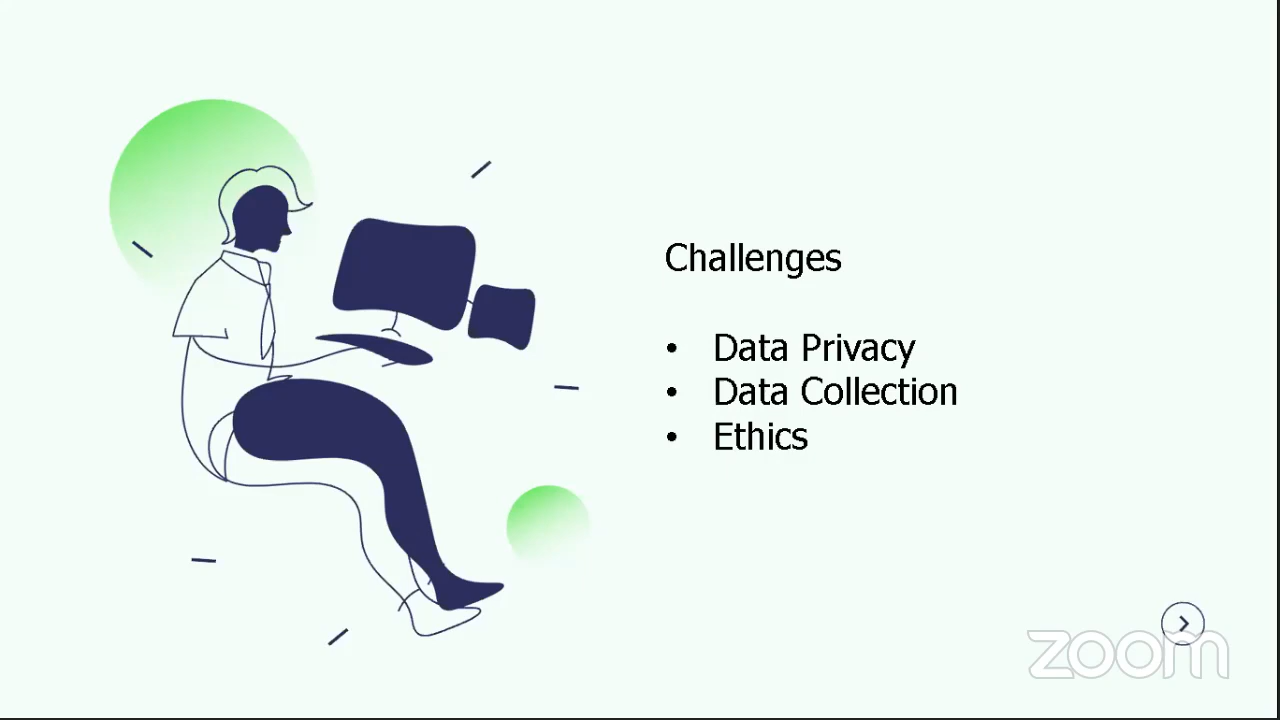 Challenges
• Data Privacy
• Data Collection
• Ethics
zoom